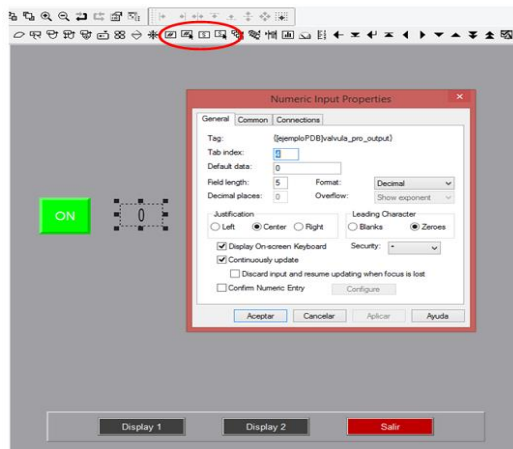 Numeric Input Properties
General Common Connections
Tag: {[ejemploPDB]valvula_pro_output}
Tab index: 4
Default data: 0
Field length: 5 Format: Decimal
Decimal places: 0 Overflow: Show exponent
Justification Leading Character
Left Center Right Blanks Zeroes
Display On-screen Keyboard Security: *
Continuously update
Discard input and resume updating when focus is lost
Confirm Numeric Entry Configure
Aceptar Cancelar Aplicar Ayuda
ON 0
Display 1 Display 2 Salir